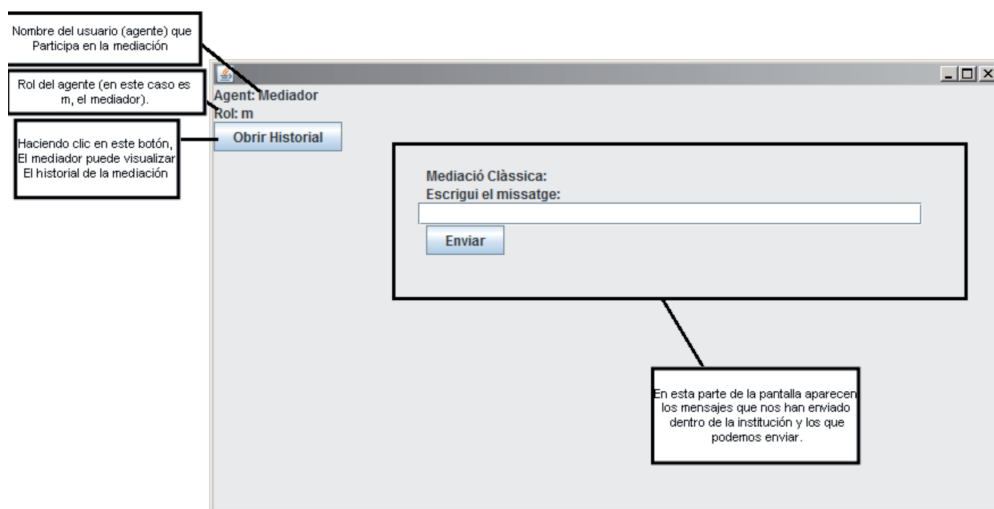 Nombre del usuario (agente) que
Participa en la mediación
Rol del agente (en este caso es
m, el mediador).
Haciendo clic en este botón,
El mediador puede visualizar
El historial de la mediación
Agent: Mediador
Rol: m
Obrir Historial
Mediació Clàssica:
Escrigui el missatge:
Enviar
En esta parte de la pantalla aparecen
los mensajes que nos han enviado
dentro de la institución y los que
podemos enviar.